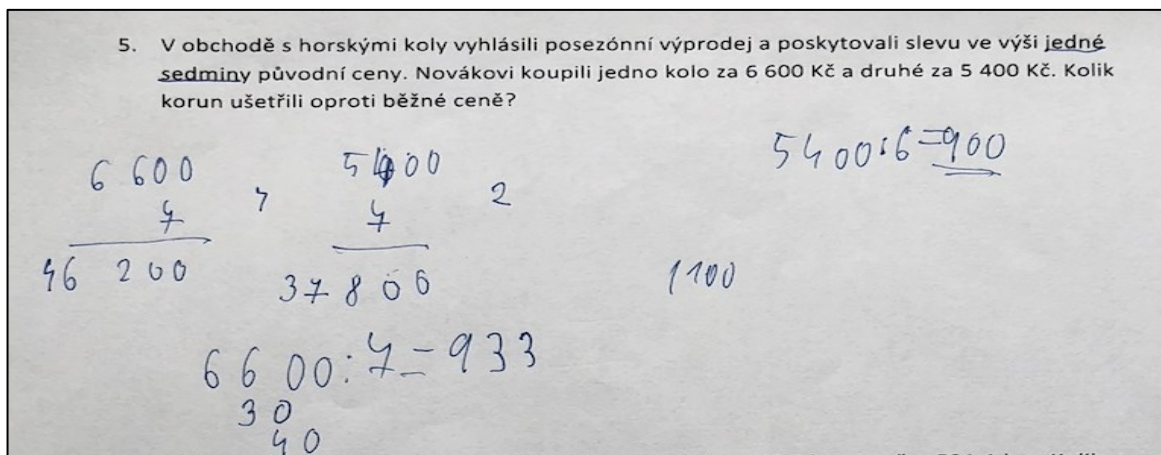 5. V obchodě s horskými koly vyhlásili posezónní výprodej a poskytovali slevu ve výši jedné
sedminy původní ceny. Novákovi koupili jedno kolo za 6 600 Kč a druhé za 5 400 Kč. Kolik
korun ušetřili oproti běžné ceně?
5400:6=900
6 600 5400 2
7 7
46 200 37 800
1100
6600:7=933
30
40